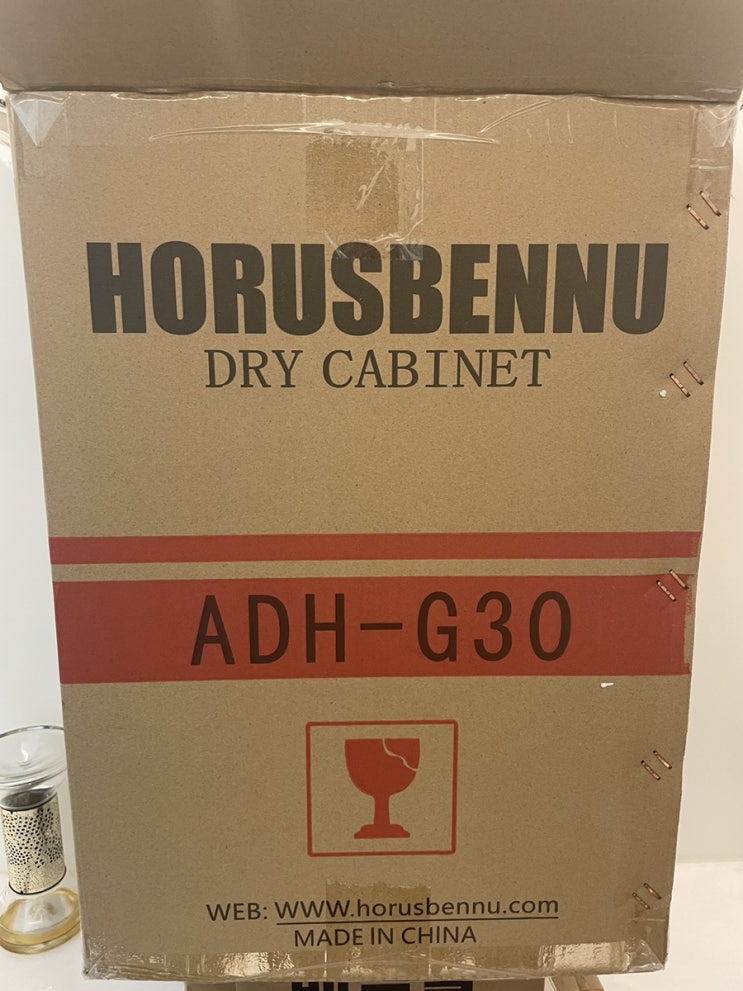 HORUSBENNU
DRY CABINET
ADH-G30
WEB: WWW.horusbennu.com
MADE IN CHINA